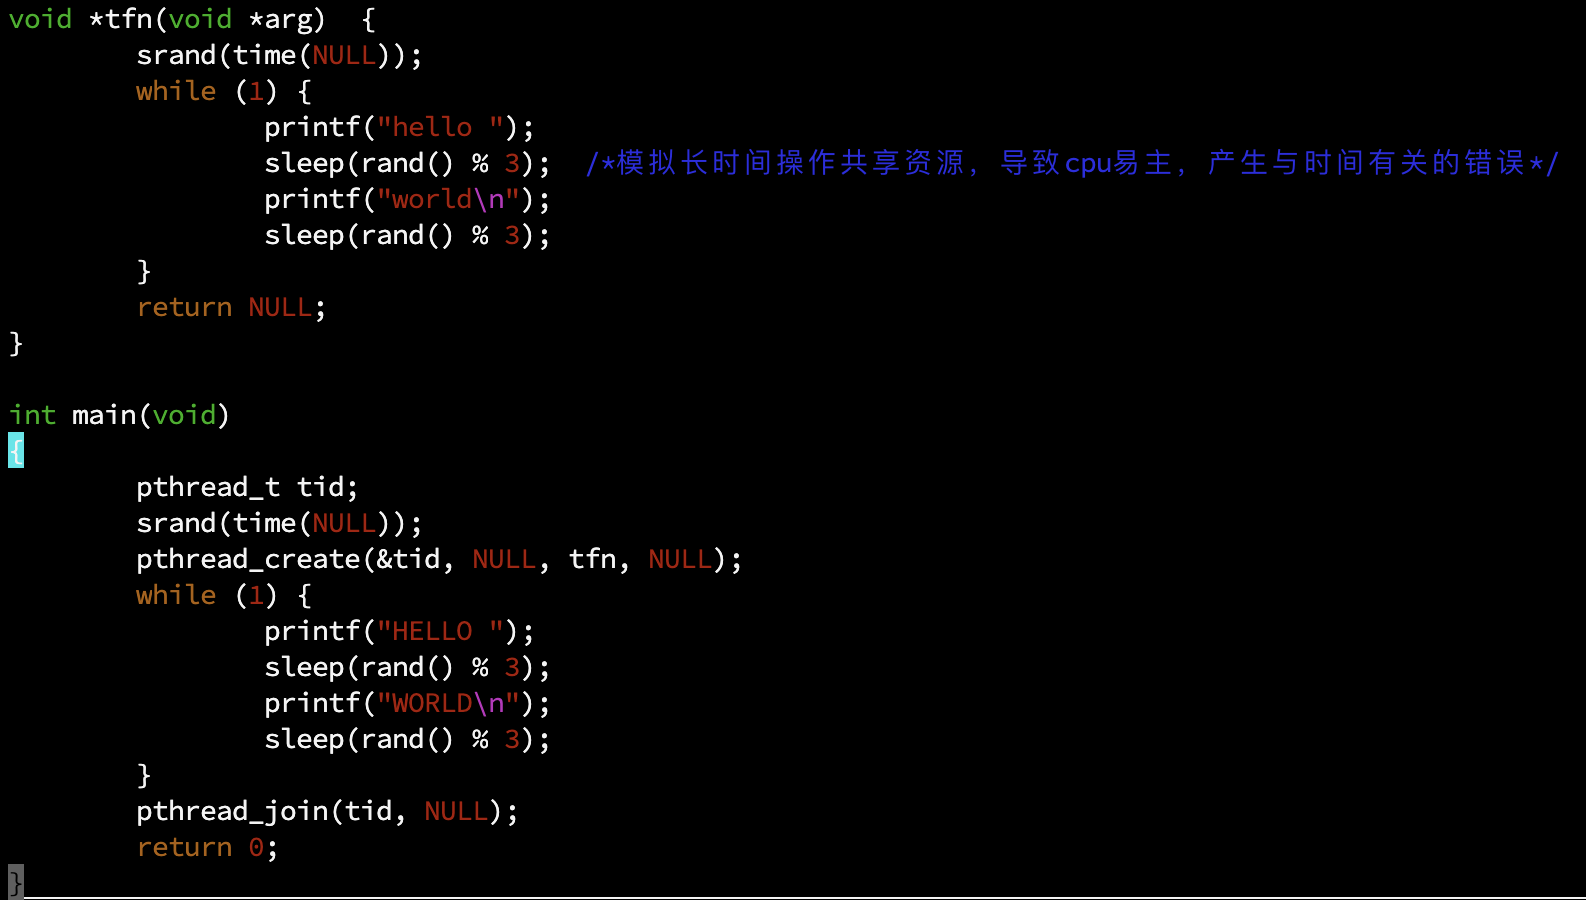 void *tfn(void *arg)  {
        srand(time(NULL));
        while (1) {
                printf("hello ");
                sleep(rand() % 3);  /*模拟长时间操作共享资源, 导致cpu易主, 产生与时间有关的错误*/
                printf("world\n");
                sleep(rand() % 3);
        }
        return NULL;
}

int main(void)
{
        pthread_t tid;
        srand(time(NULL));
        pthread_create(&tid, NULL, tfn, NULL);
        while (1) {
                printf("HELLO ");
                sleep(rand() % 3);
                printf("WORLD\n");
                sleep(rand() % 3);
        }
        pthread_join(tid, NULL);
        return 0;
}